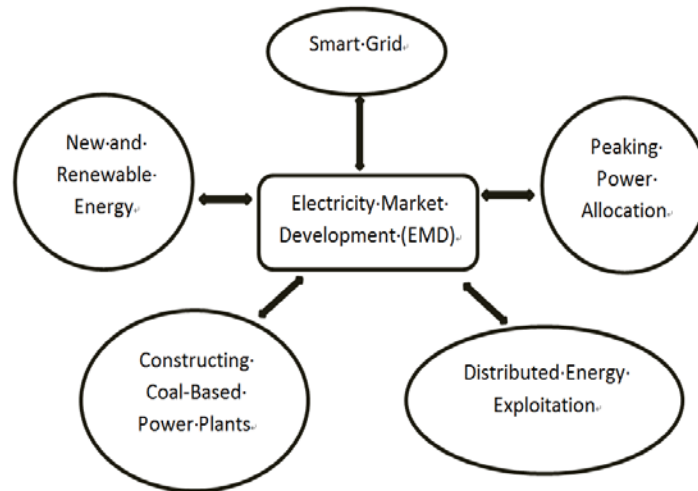 Smart Grid
New and
Renewable
Energy
Peaking
Power
Allocation
Electricity Market
Development (EMD)
Constructing
Coal-Based
Power Plants
Distributed Energy
Exploitation